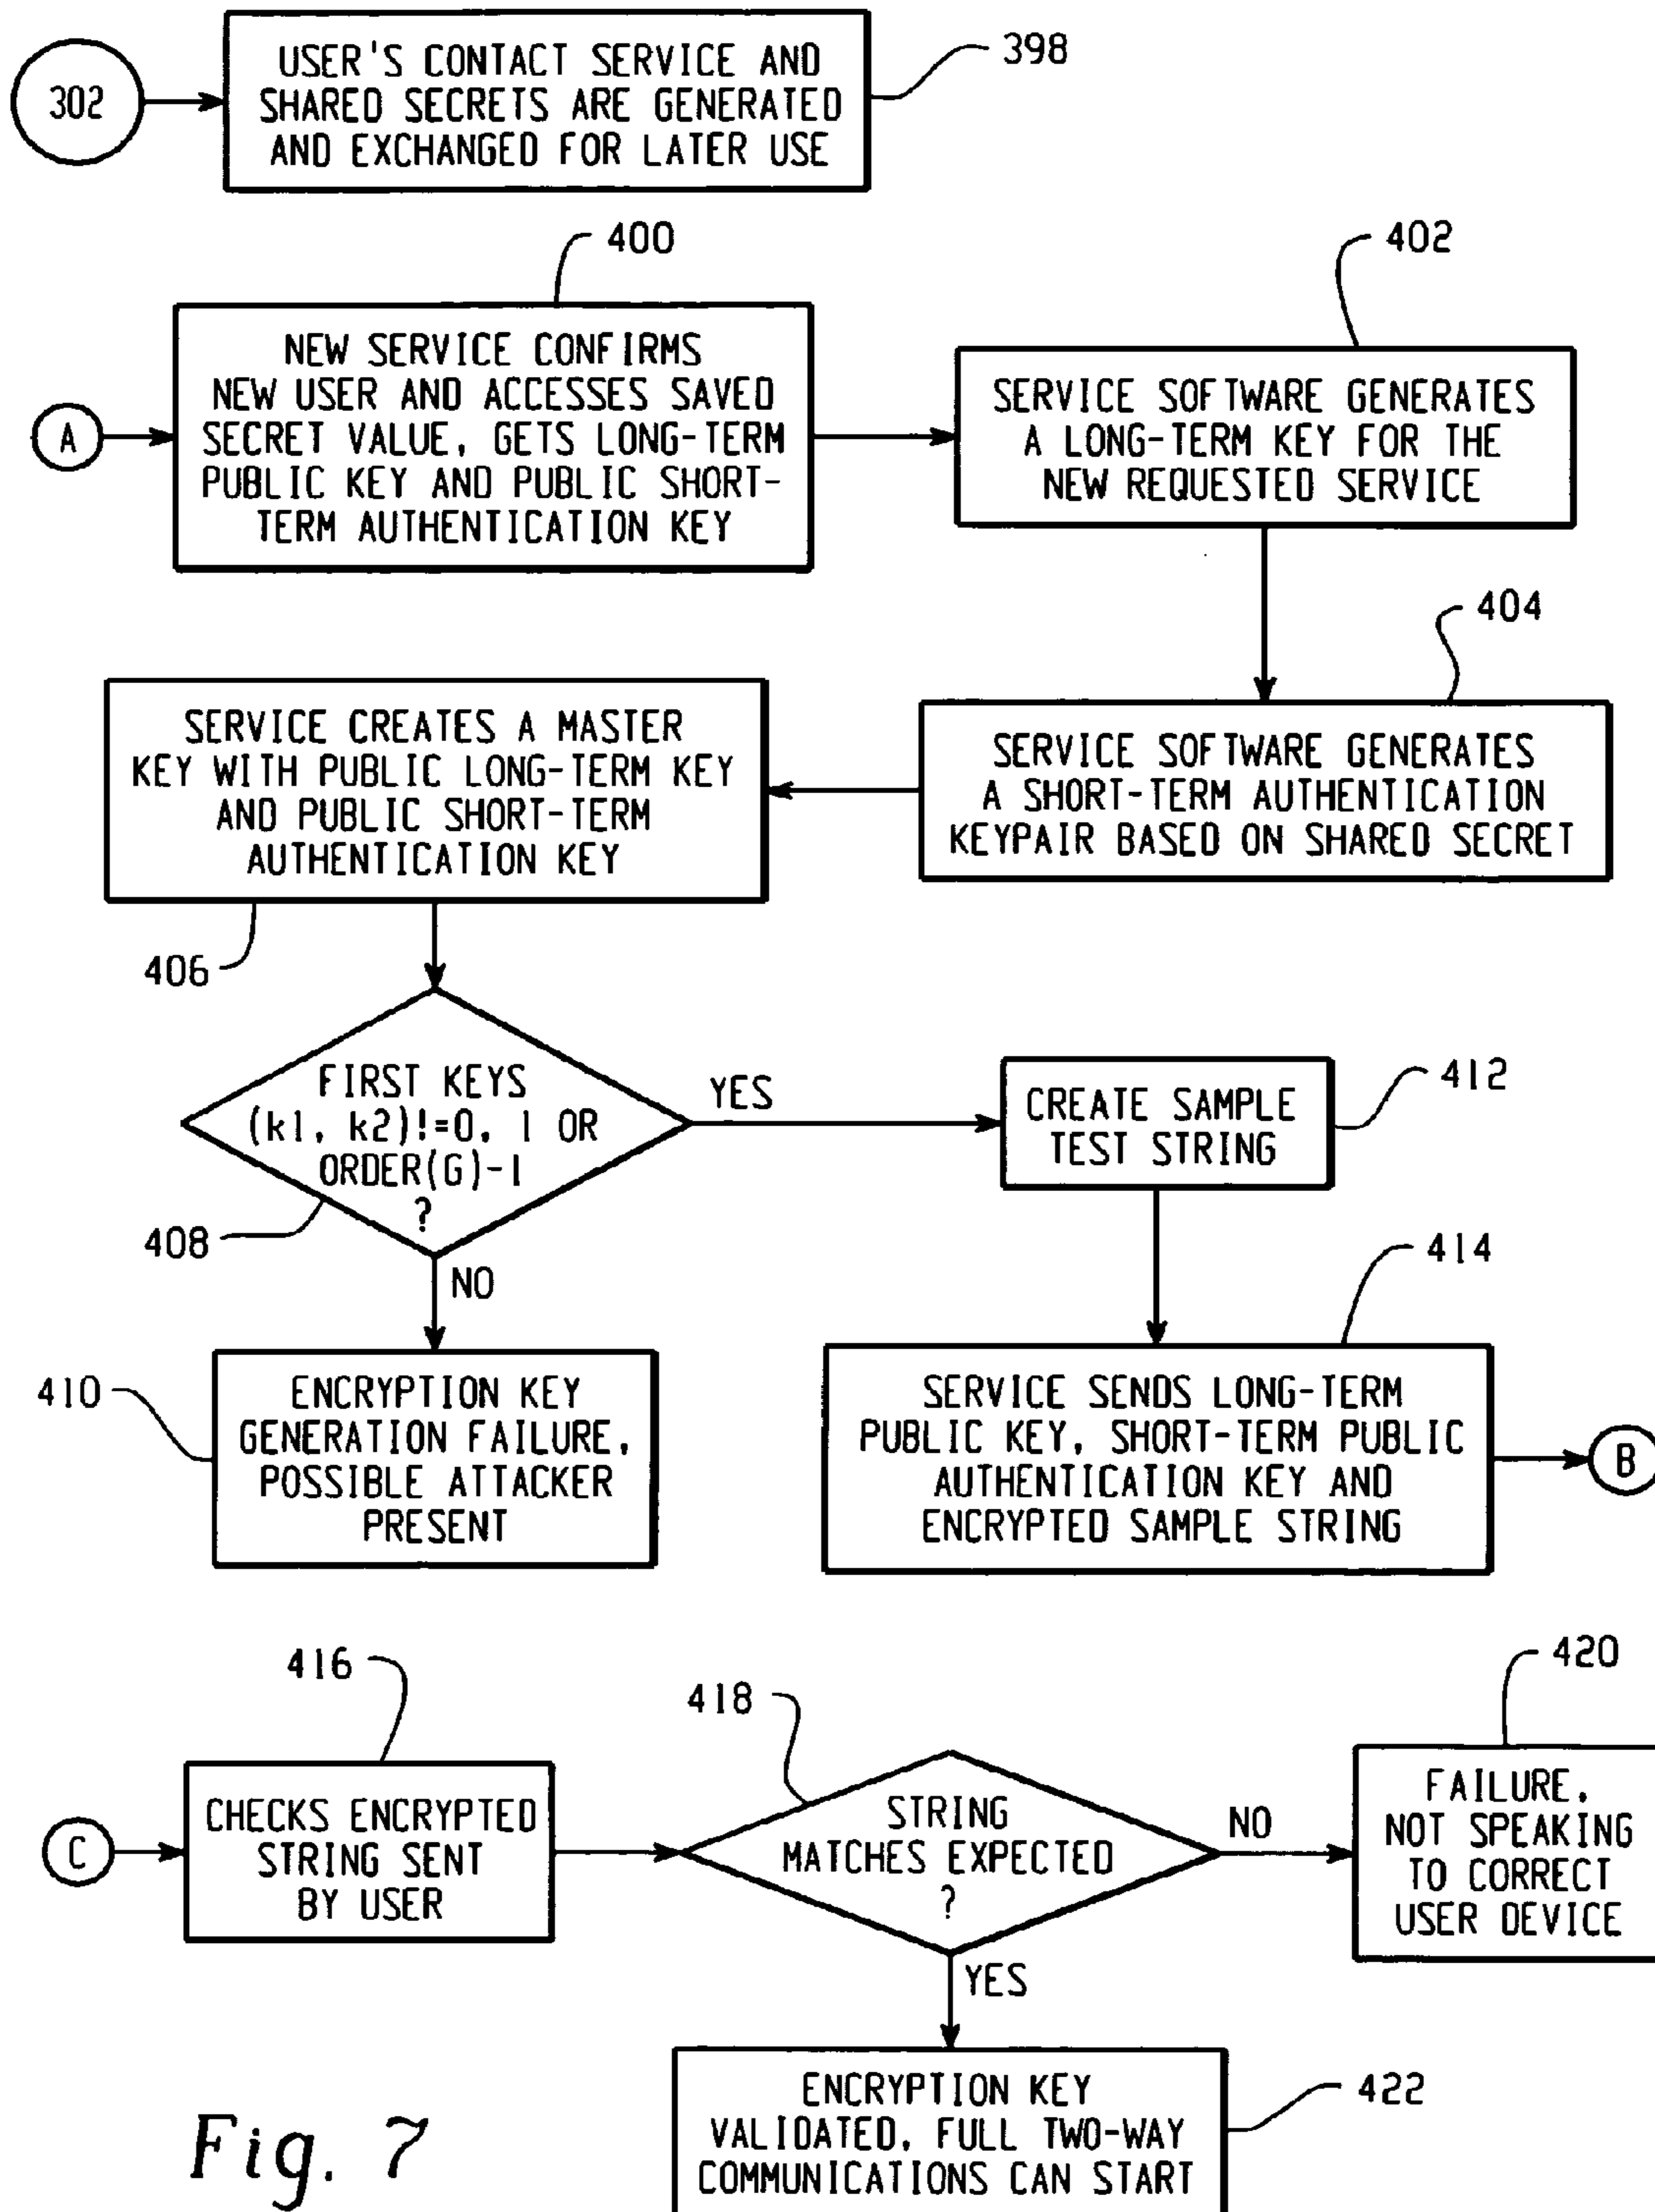 302
USER'S CONTACT SERVICE AND
SHARED SECRETS ARE GENERATED
AND EXCHANGED FOR LATER USE
398
400
402
A
NEW SERVICE CONFIRMS
NEW USER AND ACCESSES SAVED
SECRET VALUE, GETS LONG-TERM
PUBLIC KEY AND PUBLIC SHORT-
TERM AUTHENTICATION KEY
SERVICE SOFTWARE GENERATES
A LONG-TERM KEY FOR THE
NEW REQUESTED SERVICE
404
SERVICE CREATES A MASTER
KEY WITH PUBLIC LONG-TERM KEY
AND PUBLIC SHORT-TERM
AUTHENTICATION KEY
SERVICE SOFTWARE GENERATES
A SHORT-TERM AUTHENTICATION
KEYPAIR BASED ON SHARED SECRET
406
FIRST KEYS
(k1, k2)!=0, 1 OR
ORDER(G)-1
?
408
YES
NO
CREATE SAMPLE
TEST STRING
412
414
410
ENCRYPTION KEY
GENERATION FAILURE,
POSSIBLE ATTACKER
PRESENT
SERVICE SENDS LONG-TERM
PUBLIC KEY, SHORT-TERM PUBLIC
AUTHENTICATION KEY AND
ENCRYPTED SAMPLE STRING
B
416
418
420
C
CHECKS ENCRYPTED
STRING SENT
BY USER
STRING
MATCHES EXPECTED
?
NO
FAILURE,
NOT SPEAKING
TO CORRECT
USER DEVICE
YES
ENCRYPTION KEY
VALIDATED, FULL TWO-WAY
COMMUNICATIONS CAN START
422
Fig. 7